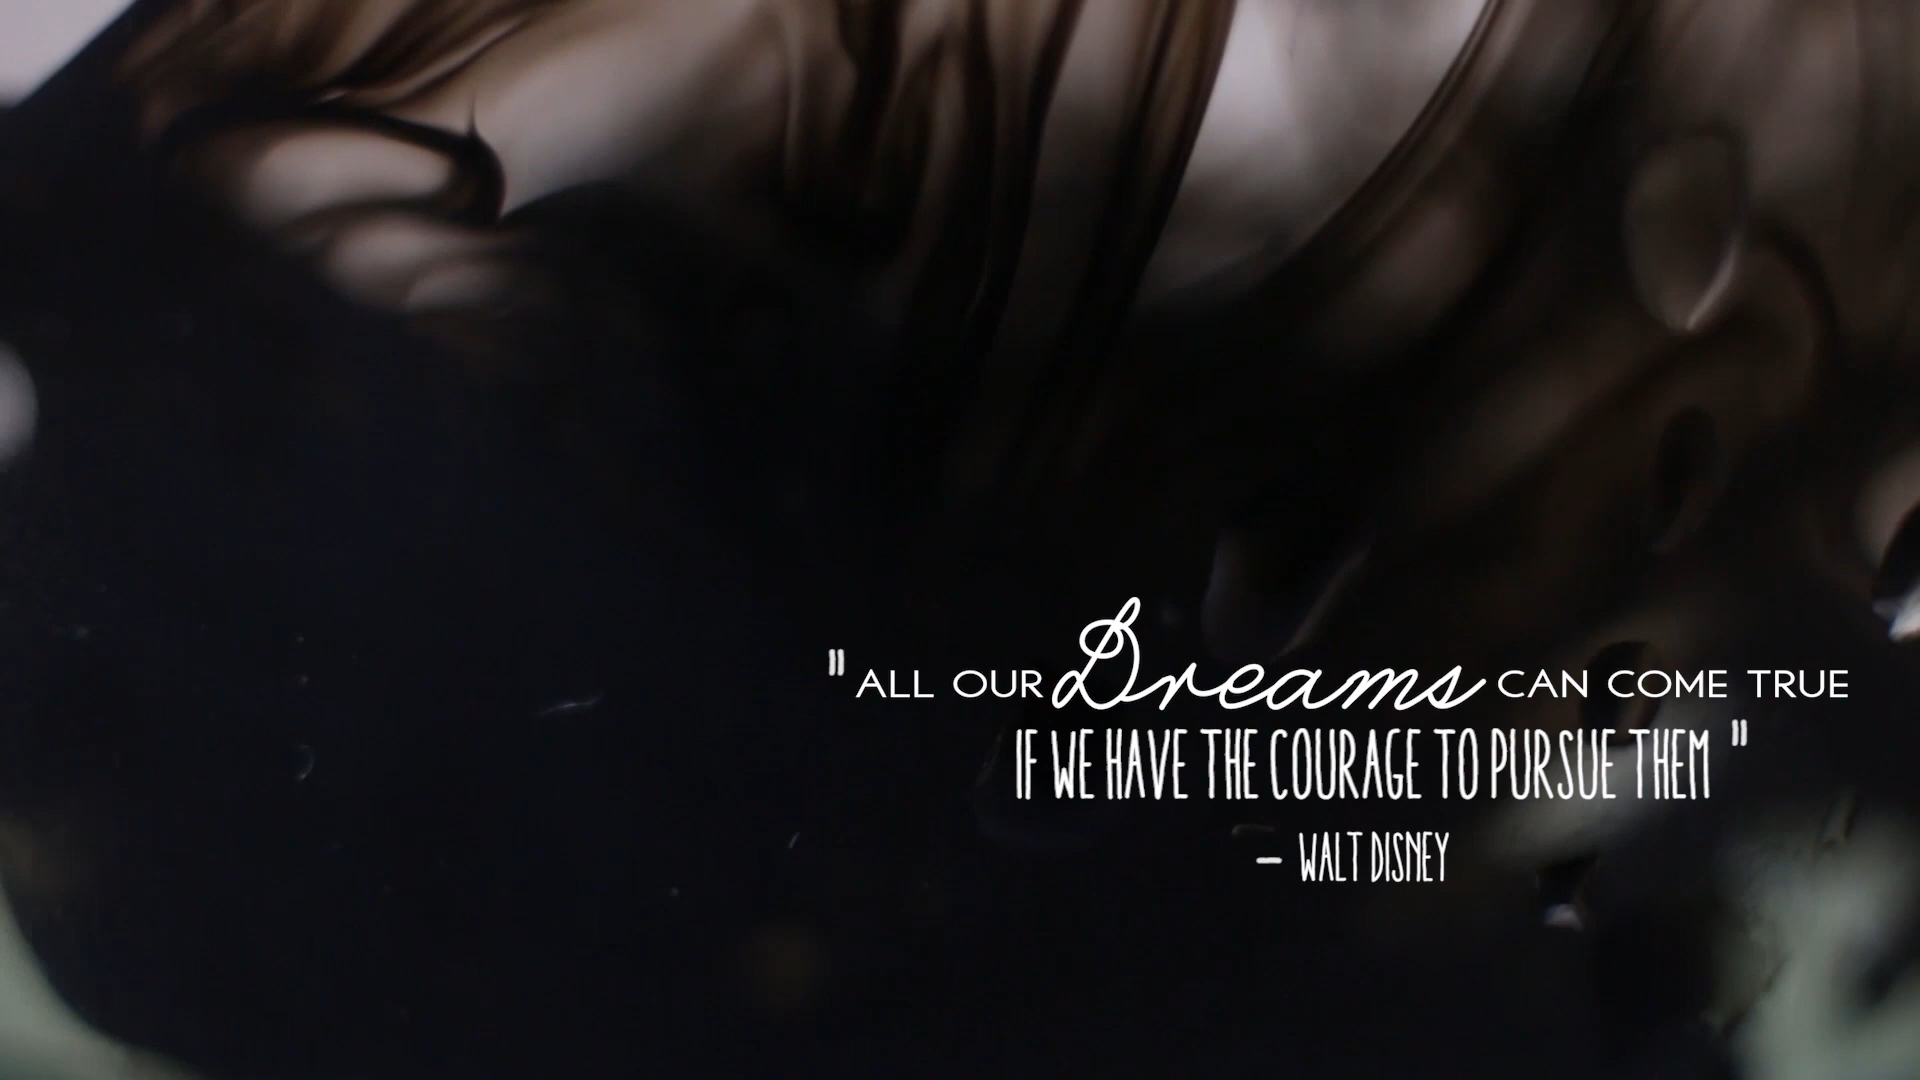 " ALL OUR Dreams CAN COME TRUE
IF WE HAVE THE COURAGE TO PURSUE THEM "
– WALT DISNEY